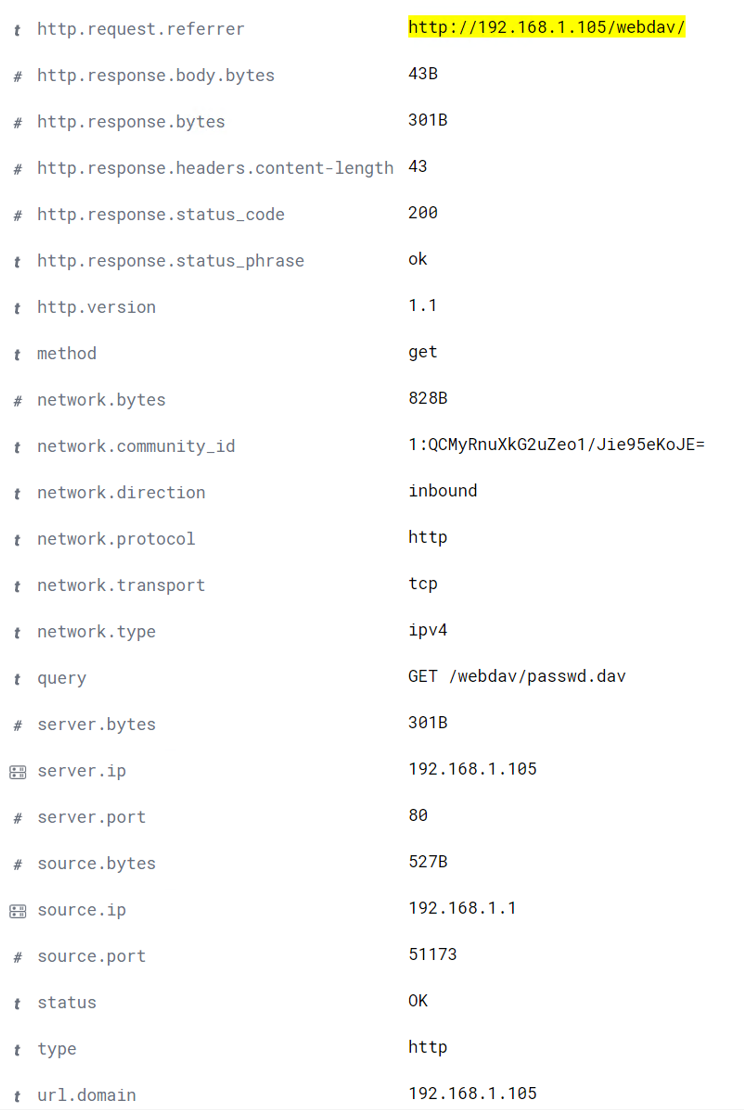 t http.request.referrer http://192.168.1.105/webdav/
# http.response.body.bytes 43B
# http.response.bytes 301B
# http.response.headers.content-length 43
# http.response.status_code 200
t http.response.status_phrase ok
t http.version 1.1
t method get
# network.bytes 828B
t network.community_id 1:QCMyRnuXkG2uZeo1/Jie95eKoJE=
t network.direction inbound
t network.protocol http
t network.transport tcp
t network.type ipv4
t query GET /webdav/passwd.dav
# server.bytes 301B
server.ip 192.168.1.105
# server.port 80
# source.bytes 527B
source.ip 192.168.1.1
# source.port 51173
t status OK
t type http
t url.domain 192.168.1.105